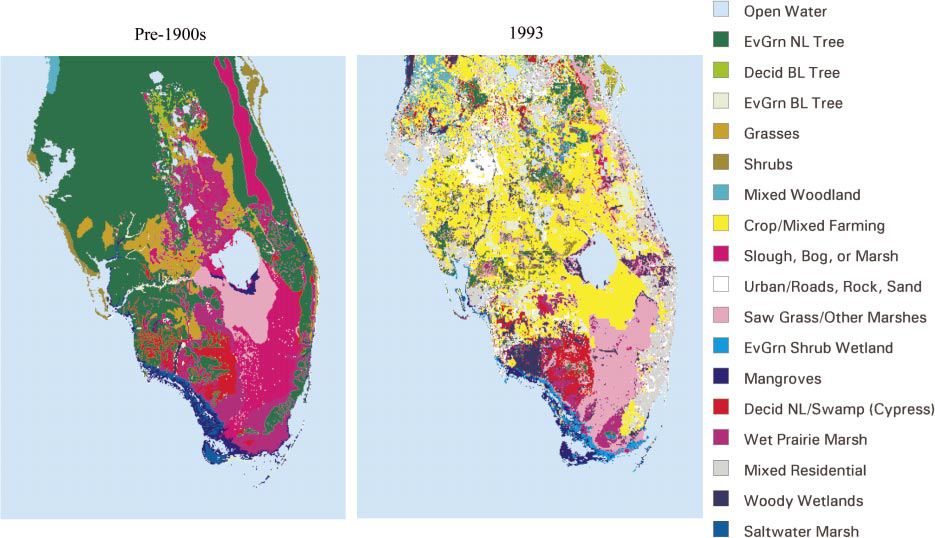 Pre-1900s
1993
Open Water
EvGrn NL Tree
Decid BL Tree
EvGrn BL Tree
Grasses
Shrubs
Mixed Woodland
Crop/Mixed Farming
Slough, Bog, or Marsh
Urban/Roads, Rock, Sand
Saw Grass/Other Marshes
EvGrn Shrub Wetland
Mangroves
Decid NL/Swamp (Cypress)
Wet Prairie Marsh
Mixed Residential
Woody Wetlands
Saltwater Marsh